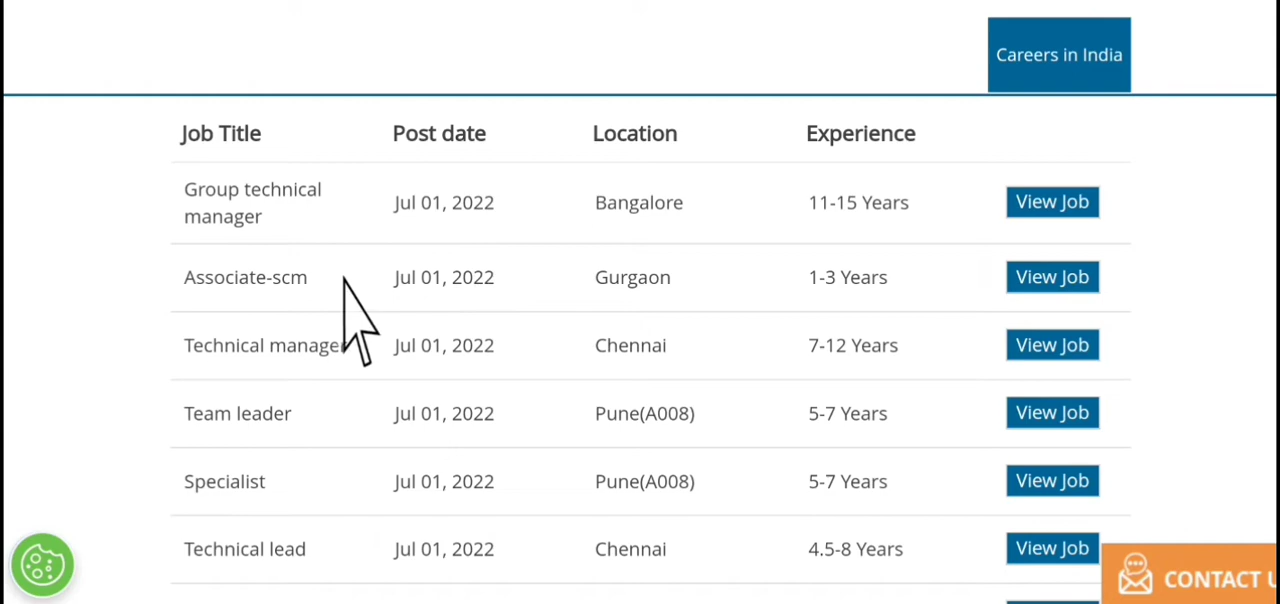 Careers in India
Job Title Post date Location Experience
Group technical
manager Jul 01, 2022 Bangalore 11-15 Years View Job
Associate-scm Jul 01, 2022 Gurgaon 1-3 Years View Job
Technical manager Jul 01, 2022 Chennai 7-12 Years View Job
Team leader Jul 01, 2022 Pune(A008) 5-7 Years View Job
Specialist Jul 01, 2022 Pune(A008) 5-7 Years View Job
Technical lead Jul 01, 2022 Chennai 4.5-8 Years View Job
CONTACT U